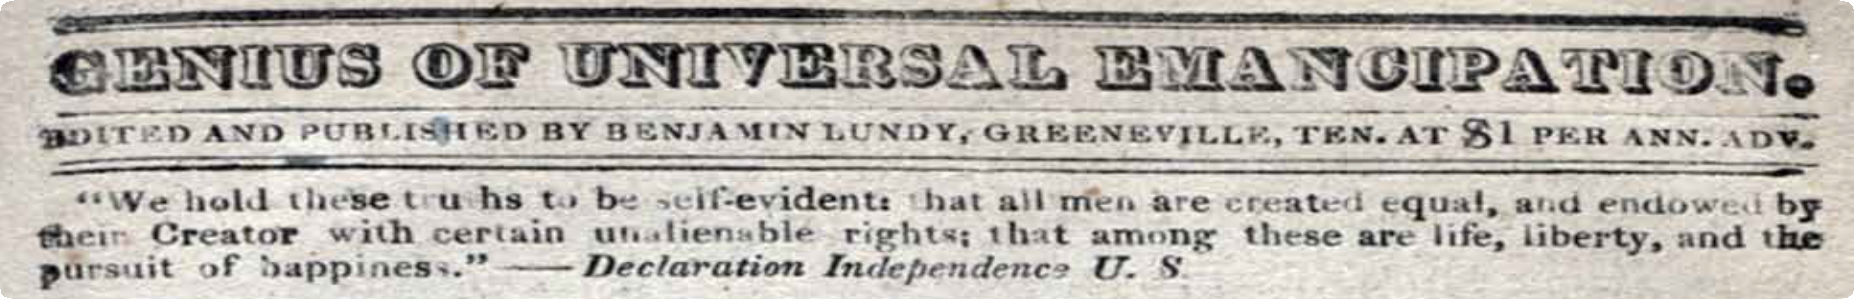 GENIUS OF UNIVERSAL EMANCIPATION.
EDITED AND PUBLISHED BY BENJAMIN LUNDY, GREENEVILLE, TEN. AT $1 PER ANN. ADV.
"We hold these truths to be self-evident: that all men are created equal, and endowed by
their Creator with certain unalienable rights; that among these are life, liberty, and the
pursuit of happiness."——Declaration Independence U. S